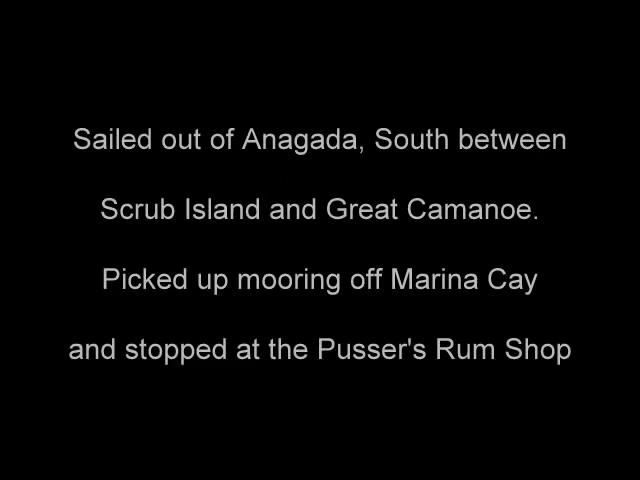 Sailed out of Anagada, South between
Scrub Island and Great Camanoe.
Picked up mooring off Marina Cay
and stopped at the Pusser's Rum Shop